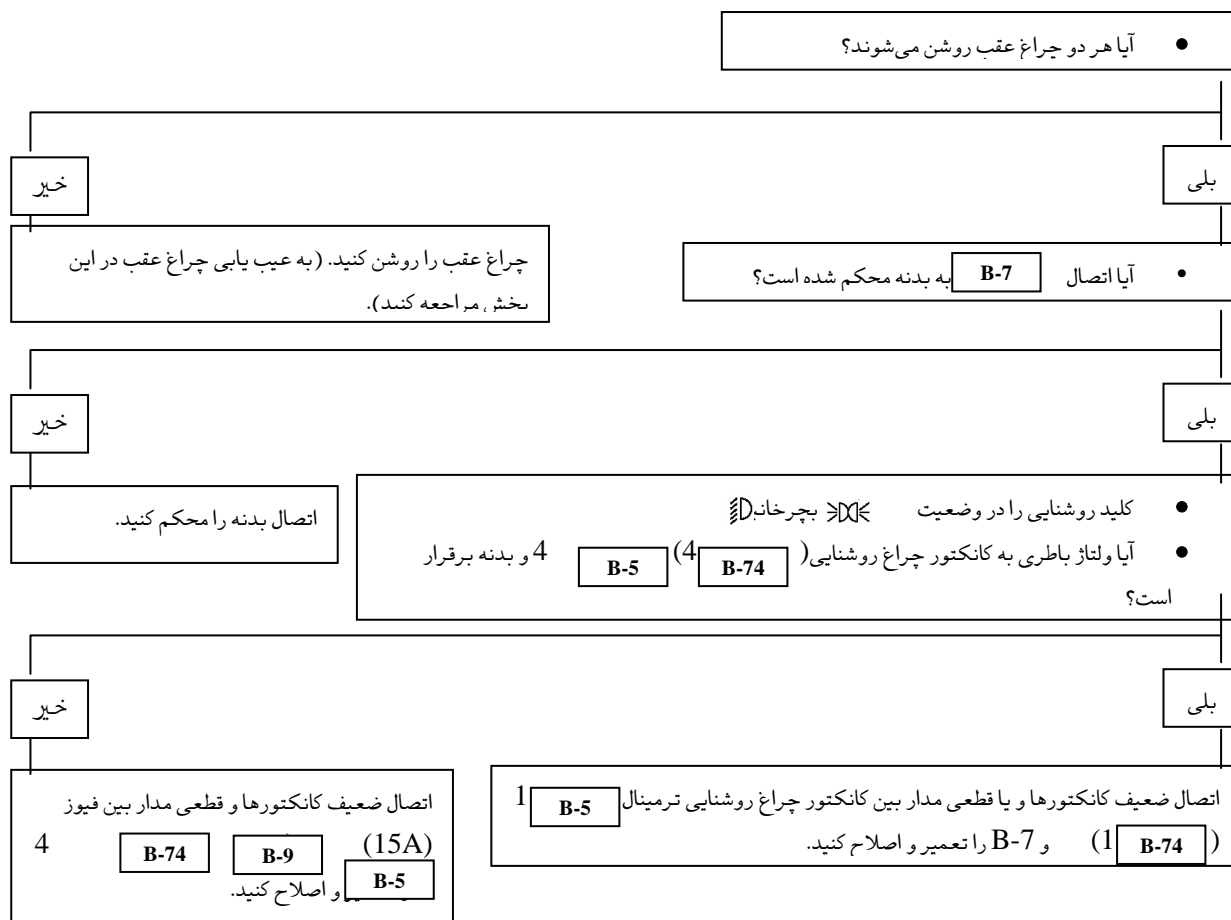 • آیا هر دو چراغ عقب روشن می‌شوند؟
بلی
خیر
• آیا اتصال B-7 به بدنه محکم شده است؟
چراغ عقب را روشن کنید. (به عیب یابی چراغ عقب در این
بخش مراجعه کنید).
بلی
خیر
• کلید روشنایی را در وضعیت بچرخانید
• آیا ولتاژ باطری به کانکتور چراغ روشنایی( B-74 4) B-5 4 و بدنه برقرار
است؟
اتصال بدنه را محکم کنید.
بلی
خیر
اتصال ضعیف کانکتورها و یا قطعی مدار بین کانکتور چراغ روشنایی ترمینال B-5 1
( B-74 1) و B-7 را تعمیر و اصلاح کنید.
اتصال ضعیف کانکتورها و قطعی مدار بین فیوز
(15A) B-9 B-74 4
B-5
و اصلاح کنید.